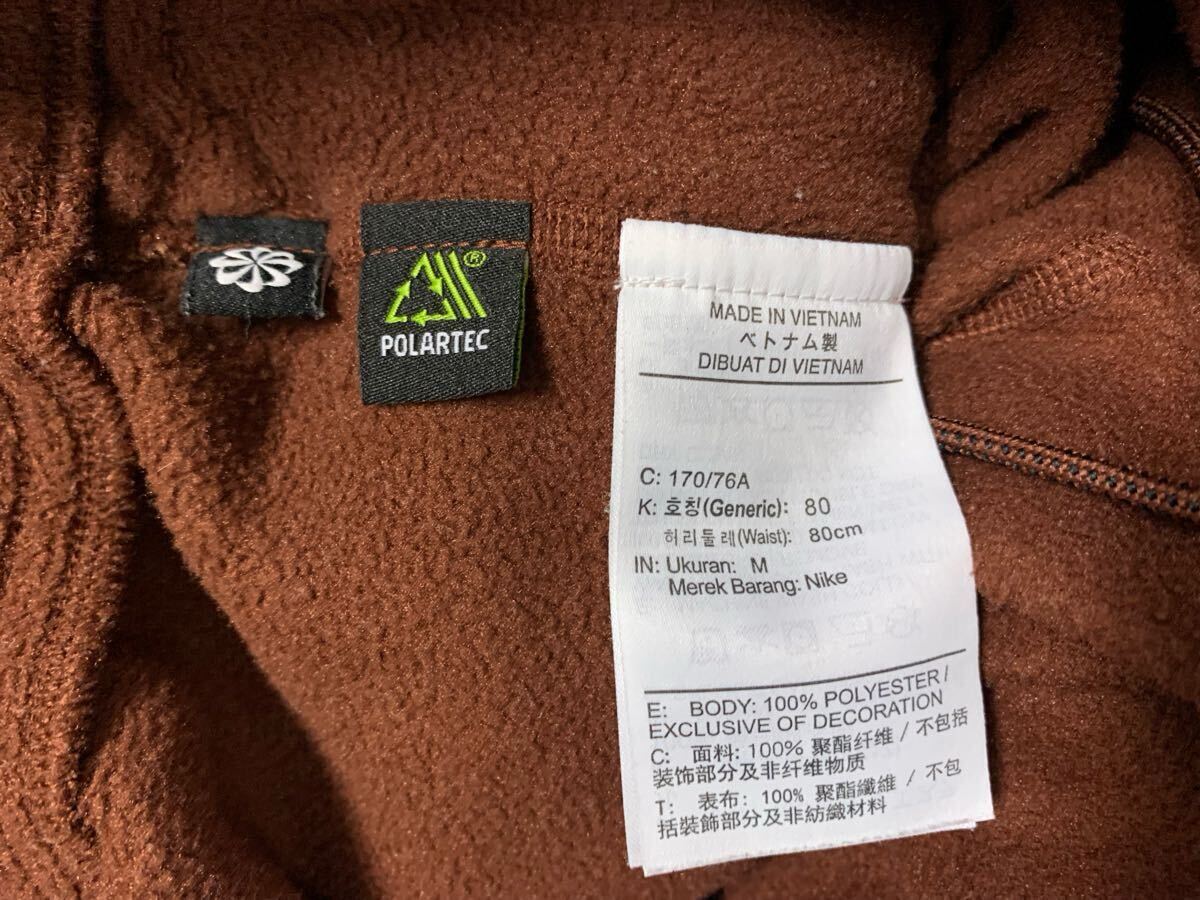 ®
POLARTEC
MADE IN VIETNAM
ベトナム製
DIBUAT DI VIETNAM
C: 170/76A
K: 호칭(Generic): 80
허리둘레(Waist): 80cm
IN: Ukuran: M
Merek Barang: Nike
E: BODY: 100% POLYESTER /
EXCLUSIVE OF DECORATION
C: 面料: 100% 聚酯纤维 / 不包括
装饰部分及非纤维物质
T: 表布: 100% 聚酯纖維 / 不包
括裝飾部分及非紡織材料